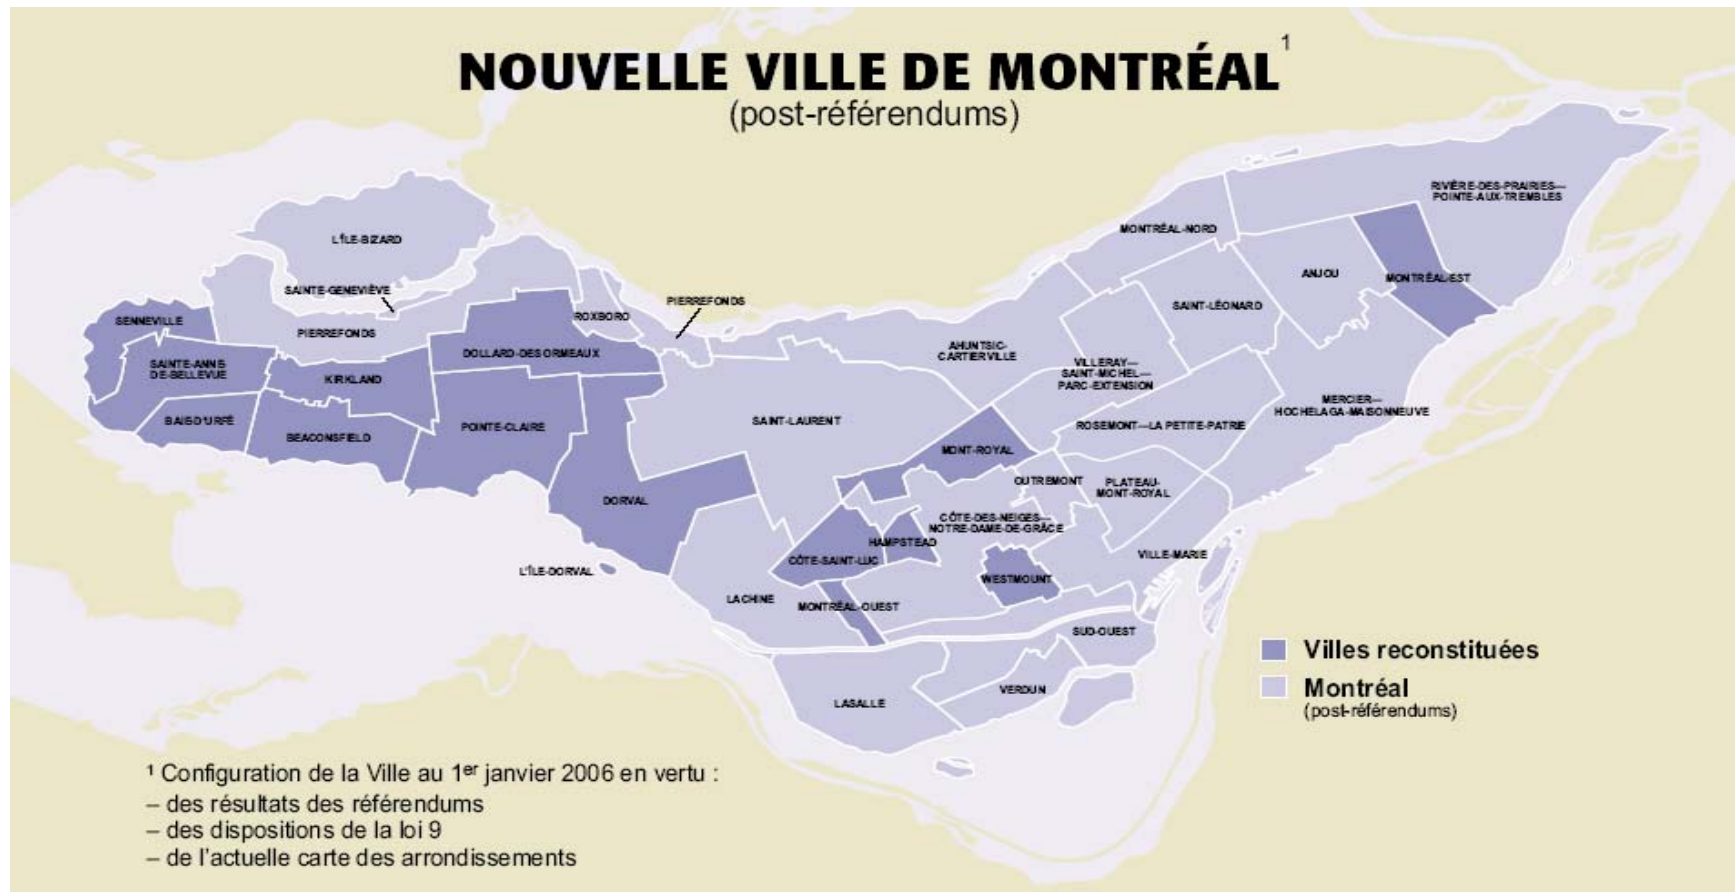 NOUVELLE VILLE DE MONTRÉAL 1
(post-référendums)
RIVIÈRE-DES-PRAIRIES—
POINTE-AUX-TREMBLES
MONTRÉAL-NORD
L'ÎLE-BIZARD
ANJOU
MONTRÉAL-EST
SAINTE-GENEVIÈVE
PIERREFONDS
SAINT-LÉONARD
ROXBORO
SENNEVILLE
PIERREFONDS
AHUNTSIC-
CARTIERVILLE
DOLLARD-DES ORMEAUX
SAINTE-ANNE
DE-BELLEVUE
VILLERAY—
SAINT-MICHEL—
PARC-EXTENSION
KIRKLAND
MERCIER—
HOCHELAGA-MAISONNEUVE
BAIE-D'URFÉ
SAINT-LAURENT
POINTE-CLAIRE
ROSEMONT—LA PETITE-PATRIE
BEACONSFIELD
MONT-ROYAL
OUTREMONT
PLATEAU-
MONT-ROYAL
DORVAL
CÔTE-DES-NEIGES—
NOTRE-DAME-DE-GRÂCE
HAMPSTEAD
VILLE-MARIE
CÔTE-SAINT-LUC
L'ÎLE-DORVAL
WESTMOUNT
LACHINE
MONTRÉAL-OUEST
SUD-OUEST
VERDUN
LASALLE
Villes reconstituées
Montréal
(post-référendums)
¹ Configuration de la Ville au 1er janvier 2006 en vertu :
– des résultats des référendums
– des dispositions de la loi 9
– de l'actuelle carte des arrondissements